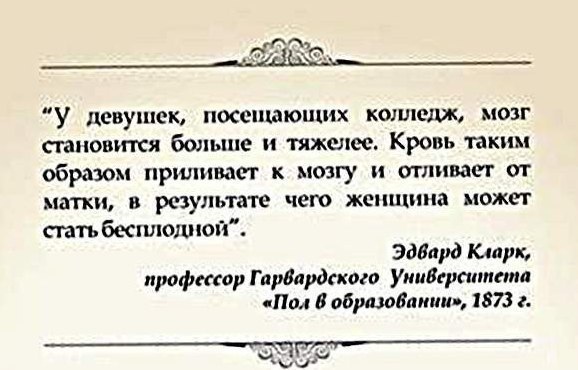 “У девушек, посещающих колледж, мозг
становится больше и тяжелее. Кровь таким
образом приливает к мозгу и отливает от
матки, в результате чего женщина может
стать бесплодной”.
Эдвард Кларк,
профессор Гарвардского Университета
«Пол в образовании», 1873 г.